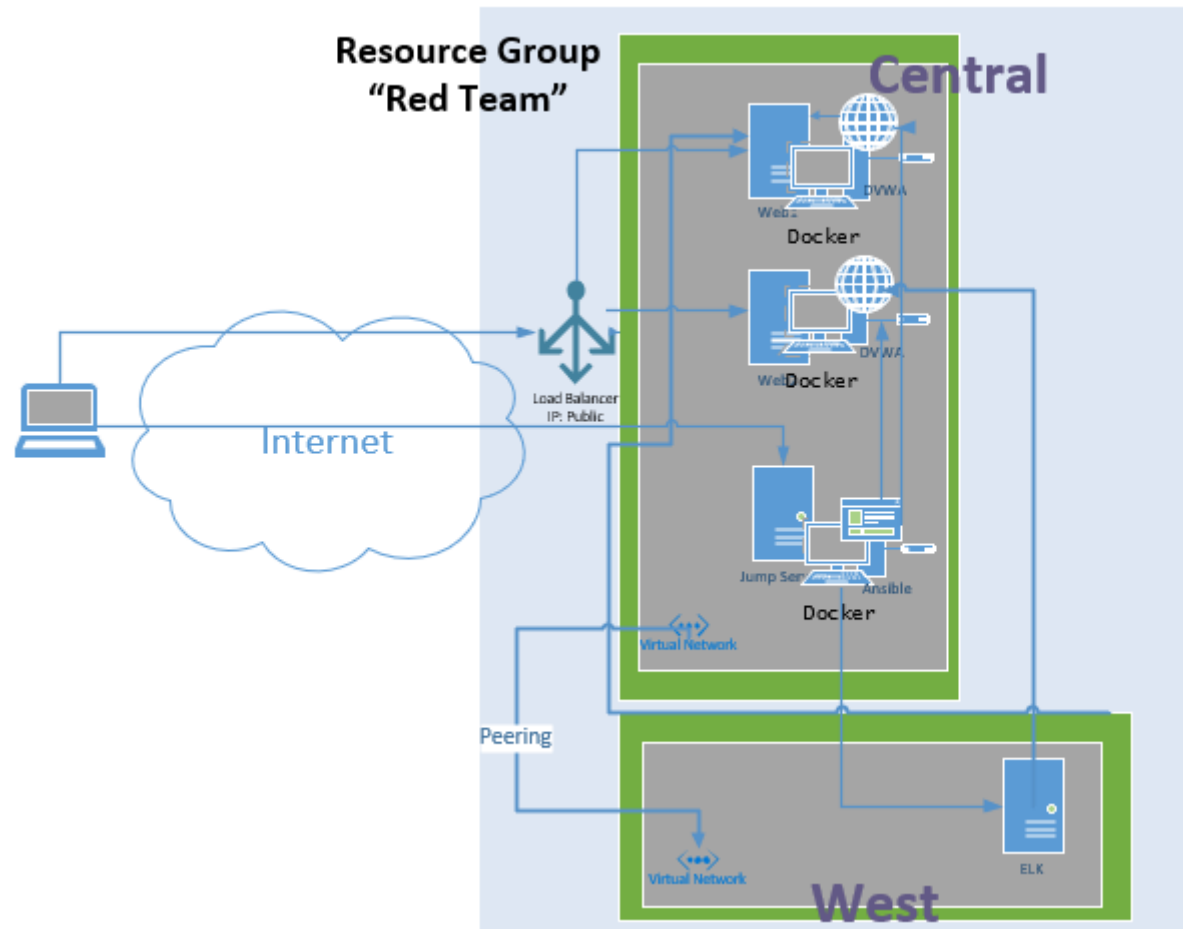 Resource Group
“Red Team”
Central
DVWA
Web1
Docker
DVWA
Docker
Load Balancer
IP: Public
Internet
Ansible
Docker
Virtual Network
Peering
Virtual Network
ELK
West